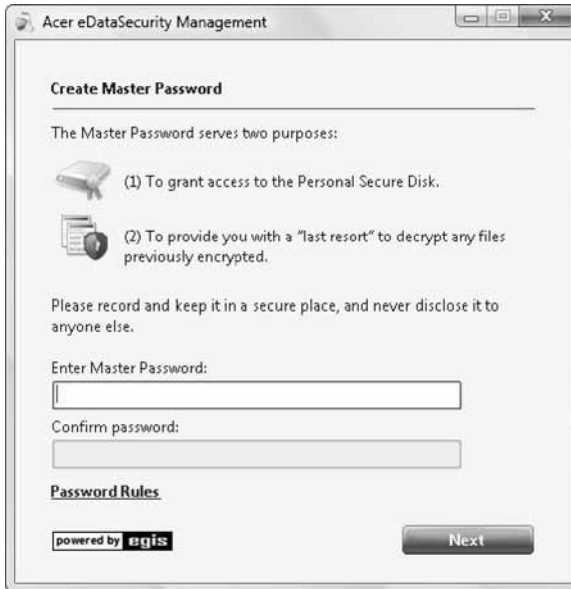 Acer eDataSecurity Management
Create Master Password
The Master Password serves two purposes:
(1) To grant access to the Personal Secure Disk.
(2) To provide you with a "last resort" to decrypt any files
previously encrypted.
Please record and keep it in a secure place, and never disclose it to
anyone else.
Enter Master Password:
Confirm password:
Password Rules
powered by egis
Next